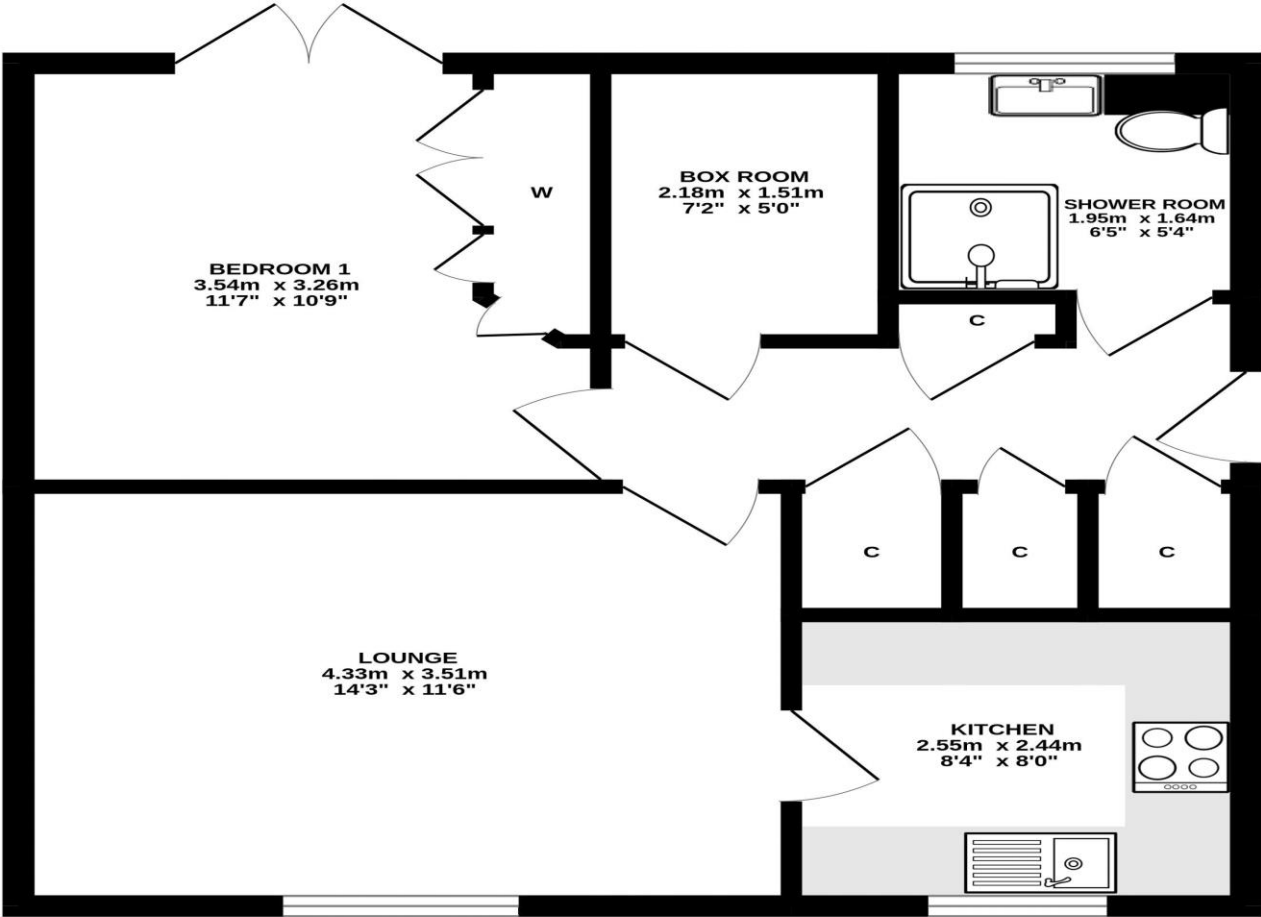 BOX ROOM
2.18m x 1.51m
7'2" x 5'0"
W
SHOWER ROOM
1.95m x 1.64m
6'5" x 5'4"
BEDROOM 1
3.54m x 3.26m
11'7" x 10'9"
C
C
C
C
LOUNGE
4.33m x 3.51m
14'3" x 11'6"
KITCHEN
2.55m x 2.44m
8'4" x 8'0"